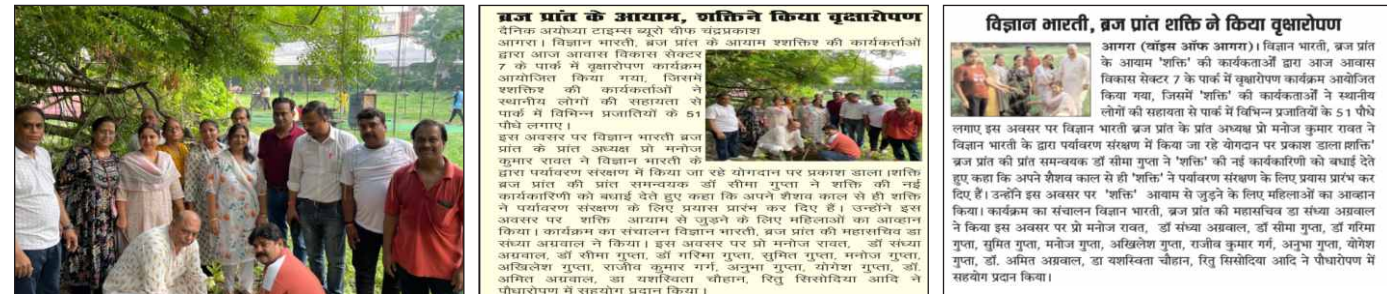 ब्रज प्रांत के आयाम, शक्तिने किया वृक्षारोपण
दैनिक अयोध्या टाइम्स ब्यूरो चीफ चंद्रप्रकाश
आगरा। विज्ञान भारती, ब्रज प्रांत के आयाम श्शक्तिश की कार्यकर्ताओं
द्वारा आज आवास विकास सेक्टर
7 के पार्क में वृक्षारोपण कार्यक्रम
आयोजित किया गया, जिसमें
श्शक्तिश की कार्यकर्ताओं ने
स्थानीय लोगों की सहायता से
पार्क में विभिन्न प्रजातियों के 51
पौधे लगाए।
इस अवसर पर विज्ञान भारती ब्रज
प्रांत के प्रांत अध्यक्ष प्रो मनोज
कुमार रावत ने विज्ञान भारती के
द्वारा पर्यावरण संरक्षण में किया जा रहे योगदान पर प्रकाश डाला।शक्ति
ब्रज प्रांत की प्रांत समन्वयक डॉ सीमा गुप्ता ने शक्ति की नई
कार्यकारिणी को बधाई देते हुए कहा कि अपने शैशव काल से ही शक्ति
ने पर्यावरण संरक्षण के लिए प्रयास प्रारंभ कर दिए हैं। उन्होंने इस
अवसर पर शक्ति आयाम से जुड़ने के लिए महिलाओं का आवान
किया। कार्यक्रम का संचालन विज्ञान भारती, ब्रज प्रांत की महासचिव डा
संध्या अग्रवाल ने किया। इस अवसर पर प्रो मनोज रावत, डॉ संध्या
अग्रवाल, डॉ सीमा गुप्ता, डॉ गरिमा गुप्ता, सुमित गुप्ता, मनोज गुप्ता,
अखिलेश गुप्ता, राजीव कुमार गर्ग, अनुभा गुप्ता, योगेश गुप्ता, डॉ.
अमित अग्रवाल, डा यशस्विता चौहान, रितु सिसोदिया आदि ने
पौधारोपण में सहयोग प्रदान किया।
विज्ञान भारती, ब्रज प्रांत शक्ति ने किया वृक्षारोपण
आगरा (वॉइस ऑफ आगरा)। विज्ञान भारती, ब्रज प्रांत
के आयाम 'शक्ति' की कार्यकताओं द्वारा आज आवास
विकास सेक्टर 7 के पार्क में वृक्षारोपण कार्यक्रम आयोजित
किया गया, जिसमें 'शक्ति' की कार्यकताओं ने स्थानीय
लोगों की सहायता से पार्क में विभिन्न प्रजातियों के 51 पौधे
लगाए इस अवसर पर विज्ञान भारती ब्रज प्रांत के प्रांत अध्यक्ष प्रो मनोज कुमार रावत ने
विज्ञान भारती के द्वारा पर्यावरण संरक्षण में किया जा रहे योगदान पर प्रकाश डाला।शक्ति'
ब्रज प्रांत की प्रांत समन्वयक डॉ सीमा गुप्ता ने 'शक्ति' की नई कार्यकारिणी को बधाई देते
हुए कहा कि अपने शैशव काल से ही 'शक्ति' ने पर्यावरण संरक्षण के लिए प्रयास प्रारंभ कर
दिए हैं। उन्होंने इस अवसर पर 'शक्ति' आयाम से जुड़ने के लिए महिलाओं का आव्हान
किया। कार्यक्रम का संचालन विज्ञान भारती, ब्रज प्रांत की महासचिव डा संध्या अग्रवाल
ने किया इस अवसर पर प्रो मनोज रावत, डॉ संध्या अग्रवाल, डॉ सीमा गुप्ता, डॉ गरिमा
गुप्ता, सुमित गुप्ता, मनोज गुप्ता, अखिलेश गुप्ता, राजीव कुमार गर्ग, अनुभा गुप्ता, योगेश
गुप्ता, डॉ. अमित अग्रवाल, डा यशस्विता चौहान, रितु सिसोदिया आदि ने पौधारोपण में
सहयोग प्रदान किया।